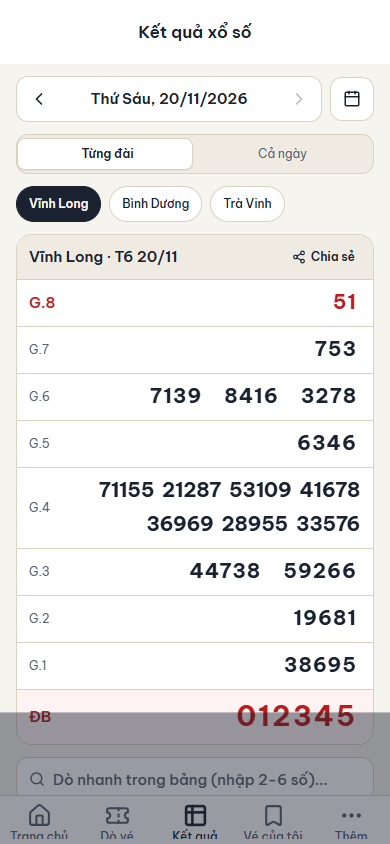 Kết quả xổ số
Thứ Sáu, 20/11/2026
Từng đài
Cả ngày
Vĩnh Long
Bình Dương
Trà Vinh
Vĩnh Long · T6 20/11
Chia sẻ
G.8
51
G.7
753
G.6
7139 8416 3278
G.5
6346
G.4
71155 21287 53109 41678
36969 28955 33576
G.3
44738 59266
G.2
19681
G.1
38695
ĐB
012345
Dò nhanh trong bảng (nhập 2-6 số)...
Trang chủ
Dò vé
Kết quả
Vé của tôi
Thêm